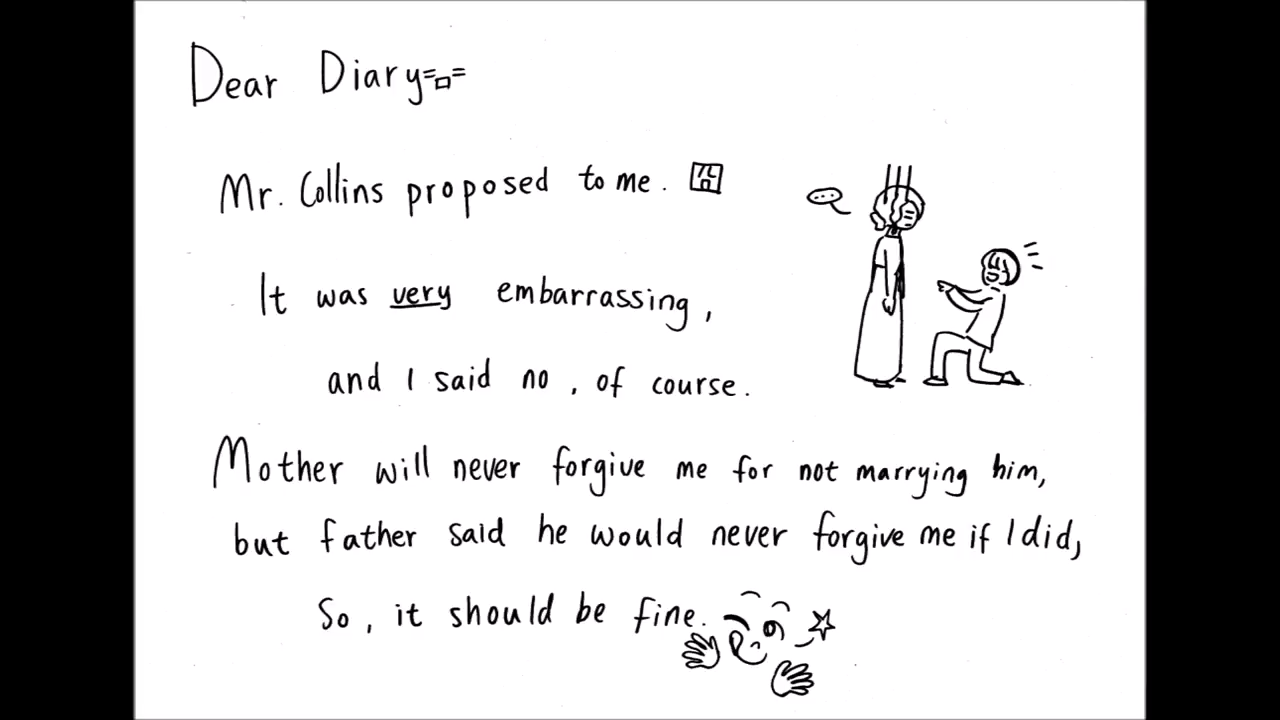 Dear Diary
Mr. Collins proposed to me. 囧
It was very embarrassing,
and I said no, of course.
Mother will never forgive me for not marrying him,
but father said he would never forgive me if I did,
So, it should be fine.
...